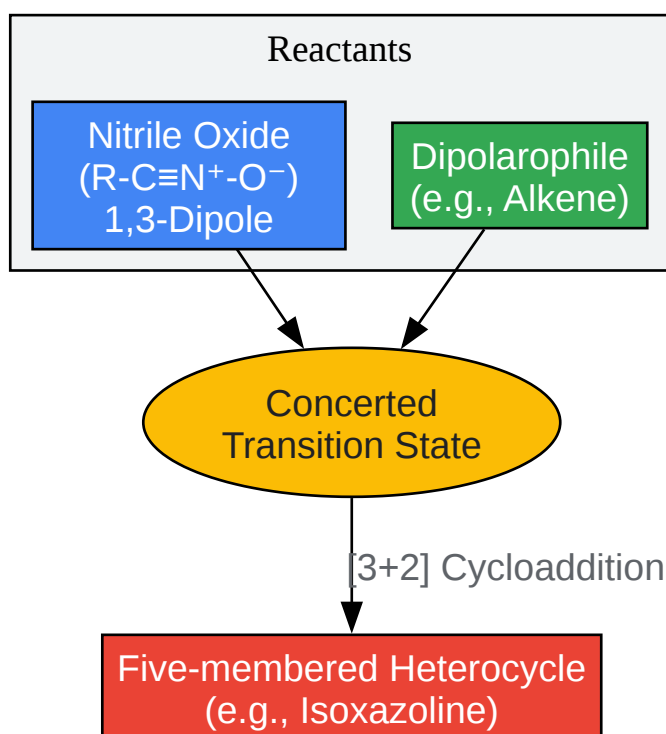 Reactants
Nitrile Oxide
(R-C≡N⁺-O⁻)
1,3-Dipole
Dipolarophile
(e.g., Alkene)
Concerted
Transition State
[3+2] Cycloaddition
Five-membered Heterocycle
(e.g., Isoxazoline)